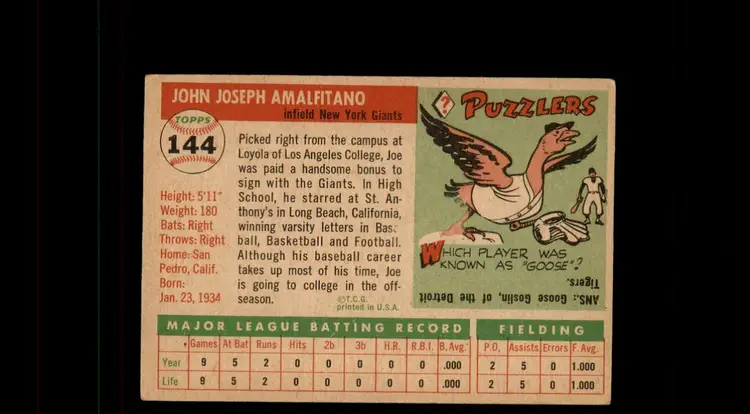 JOHN JOSEPH AMALFITANO
infield New York Giants
TOPPS
144
Height: 5'11"
Weight: 180
Bats: Right
Throws: Right
Home: San
Pedro, Calif.
Born:
Jan. 23, 1934
Picked right from the campus at
Loyola of Los Angeles College, Joe
was paid a handsome bonus to
sign with the Giants. In High
School, he starred at St. An-
thony's in Long Beach, California,
winning varsity letters in Bas-
ball, Basketball and Football.
Although his baseball career
takes up most of his time, Joe
is going to college in the off-
season.
©T.C.G.
printed in U.S.A.
? PUZZLERS
WHICH PLAYER WAS
KNOWN AS "GOOSE"?
ANS.: Goose Goslin, of the Detroit
Tigers.
MAJOR LEAGUE BATTING RECORD
FIELDING
Games At Bat Runs Hits 2b 3b H.R. R.B.I. B. Avg. P.O. Assists Errors F. Avg.
Year 9 5 2 0 0 0 0 0 .000 2 5 0 1.000
Life 9 5 2 0 0 0 0 0 .000 2 5 0 1.000